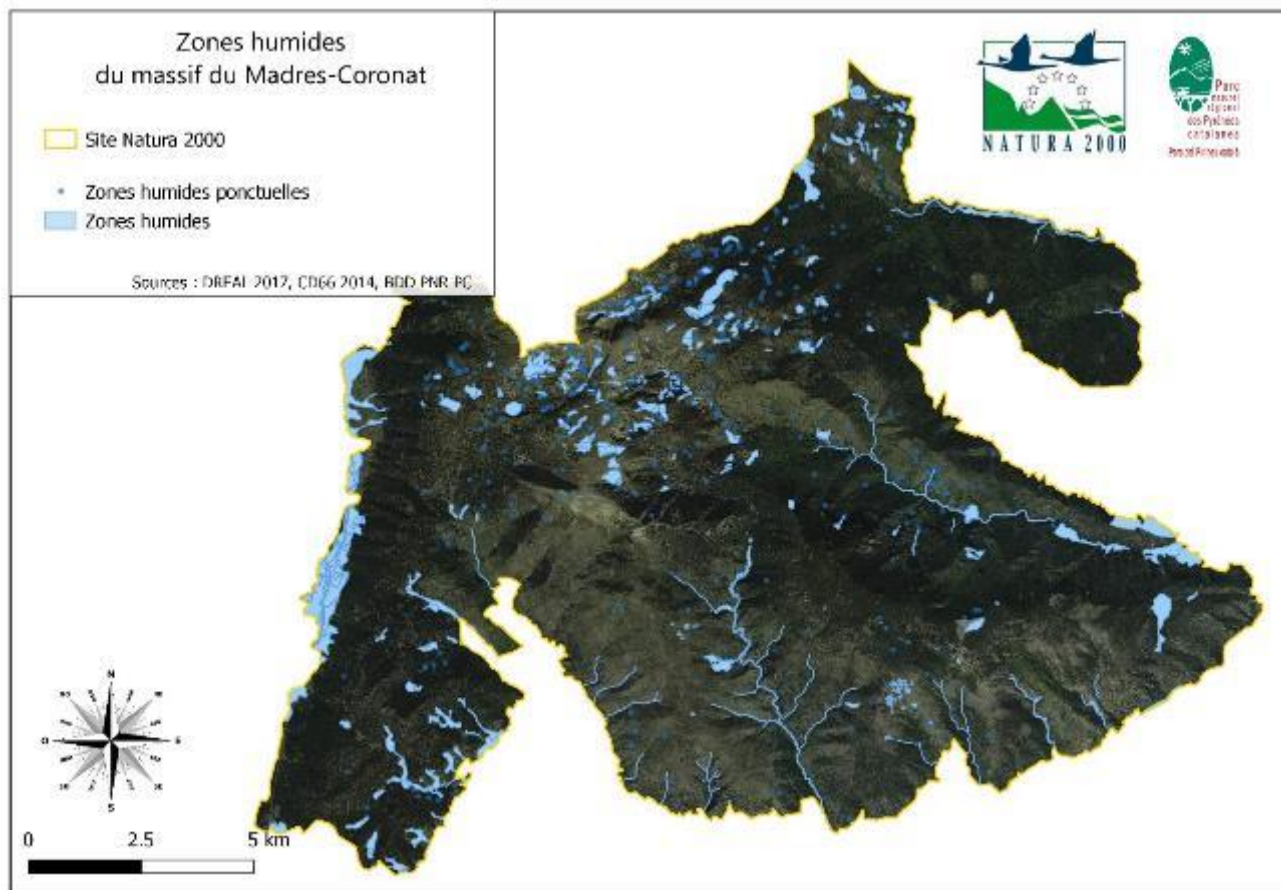 Zones humides
du massif du Madres-Coronat
Site Natura 2000
Zones humides ponctuelles
Zones humides
Sources : DREAL 2017, CD66 2014, BDD PNR PC
NATURA 2000
Parc
naturel
régional
des Pyrénées
catalanes
N
O
E
S
0
2.5
5 km